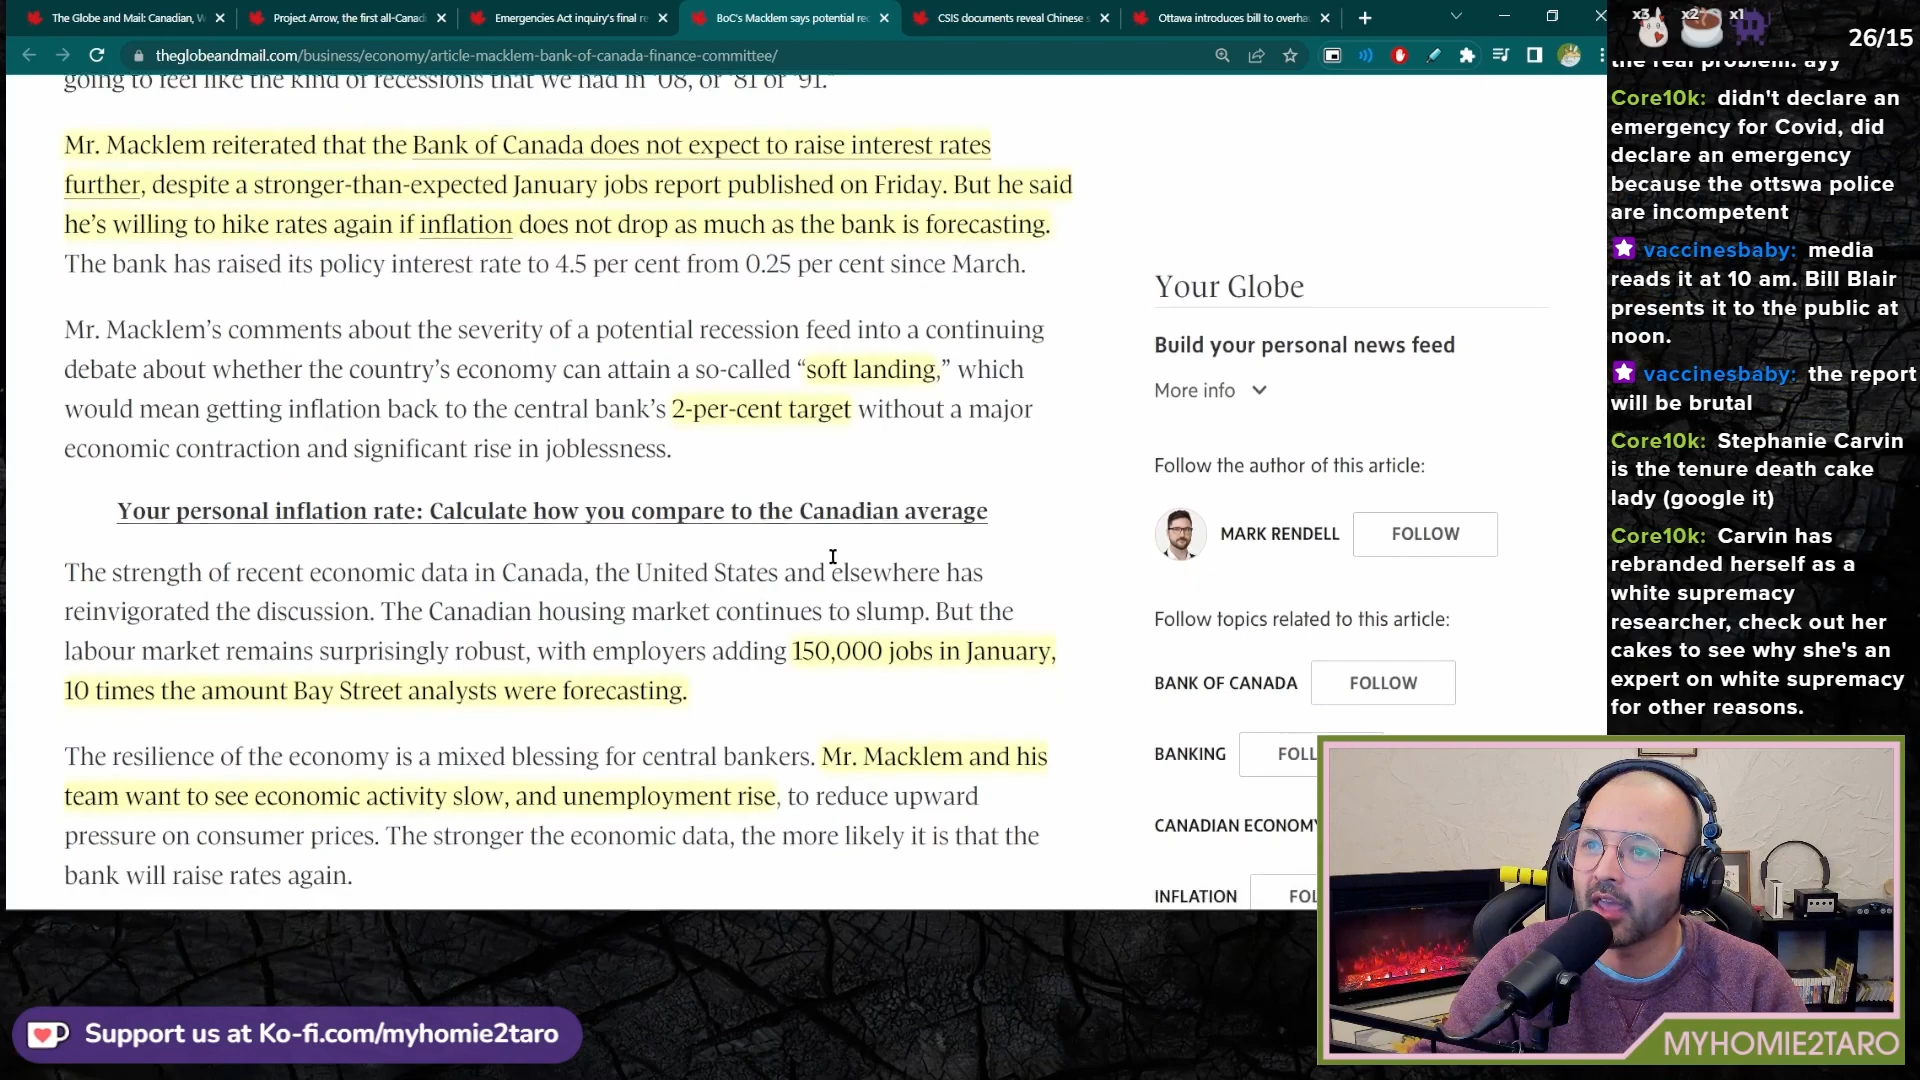 The Globe and Mail: Canadian, W
Project Arrow, the first all-Canadi
Emergencies Act inquiry's final re
BoC's Macklem says potential rec
CSIS documents reveal Chinese s
Ottawa introduces bill to overha
theglobeandmail.com/business/economy/article-macklem-bank-of-canada-finance-committee/
going to feel like the kind of recessions that we had in '08, or '81 or '91."
Mr. Macklem reiterated that the Bank of Canada does not expect to raise interest rates
further, despite a stronger-than-expected January jobs report published on Friday. But he said
he's willing to hike rates again if inflation does not drop as much as the bank is forecasting.
The bank has raised its policy interest rate to 4.5 per cent from 0.25 per cent since March.
Mr. Macklem's comments about the severity of a potential recession feed into a continuing
debate about whether the country's economy can attain a so-called "soft landing," which
would mean getting inflation back to the central bank's 2-per-cent target without a major
economic contraction and significant rise in joblessness.
Your personal inflation rate: Calculate how you compare to the Canadian average
The strength of recent economic data in Canada, the United States and elsewhere has
reinvigorated the discussion. The Canadian housing market continues to slump. But the
labour market remains surprisingly robust, with employers adding 150,000 jobs in January,
10 times the amount Bay Street analysts were forecasting.
The resilience of the economy is a mixed blessing for central bankers. Mr. Macklem and his
team want to see economic activity slow, and unemployment rise, to reduce upward
pressure on consumer prices. The stronger the economic data, the more likely it is that the
bank will raise rates again.
Your Globe
Build your personal news feed
More info
Follow the author of this article:
MARK RENDELL
FOLLOW
Follow topics related to this article:
BANK OF CANADA
FOLLOW
BANKING
FOLL
CANADIAN ECONOMY
INFLATION
FOL
x3 x2 x1
26/15
the real problem. ayy
Core10k: didn't declare an
emergency for Covid, did
declare an emergency
because the ottswa police
are incompetent
vaccinesbaby: media
reads it at 10 am. Bill Blair
presents it to the public at
noon.
vaccinesbaby: the report
will be brutal
Core10k: Stephanie Carvin
is the tenure death cake
lady (google it)
Core10k: Carvin has
rebranded herself as a
white supremacy
researcher, check out her
cakes to see why she's an
expert on white supremacy
for other reasons.
Support us at Ko-fi.com/myhomie2taro
MYHOMIE2TARO